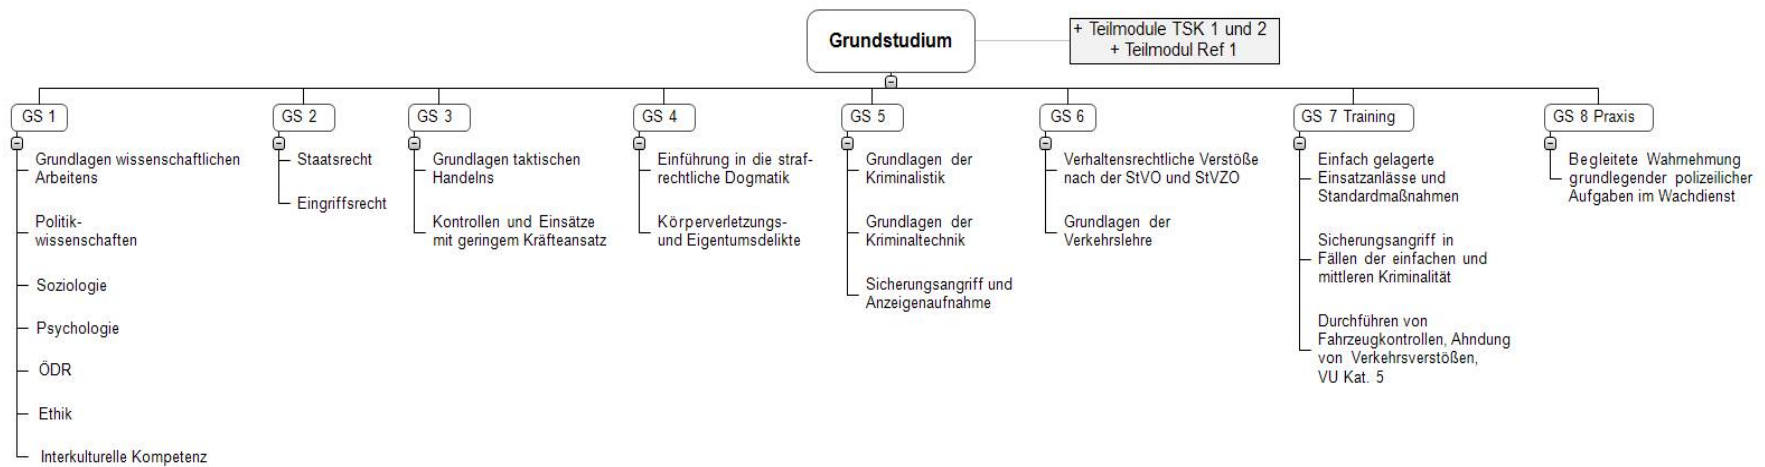 Grundstudium
+ Teilmodule TSK 1 und 2
+ Teilmodul Ref 1
GS 1
Grundlagen wissenschaftlichen
Arbeitens
Politik-
wissenschaften
Soziologie
Psychologie
ÖDR
Ethik
Interkulturelle Kompetenz
GS 2
Staatsrecht
Eingriffsrecht
GS 3
Grundlagen taktischen
Handelns
Kontrollen und Einsätze
mit geringem Kräfteansatz
GS 4
Einführung in die straf-
rechtliche Dogmatik
Körperverletzungs-
und Eigentumsdelikte
GS 5
Grundlagen der
Kriminalistik
Grundlagen der
Kriminaltechnik
Sicherungsangriff und
Anzeigenaufnahme
GS 6
Verhaltensrechtliche Verstöße
nach der StVO und StVZO
Grundlagen der
Verkehrslehre
GS 7 Training
Einfach gelagerte
Einsatzanlässe und
Standardmaßnahmen
Sicherungsangriff in
Fällen der einfachen und
mittleren Kriminalität
Durchführen von
Fahrzeugkontrollen, Ahndung
von Verkehrsverstößen,
VU Kat. 5
GS 8 Praxis
Begleitete Wahrnehmung
grundlegender polizeilicher
Aufgaben im Wachdienst